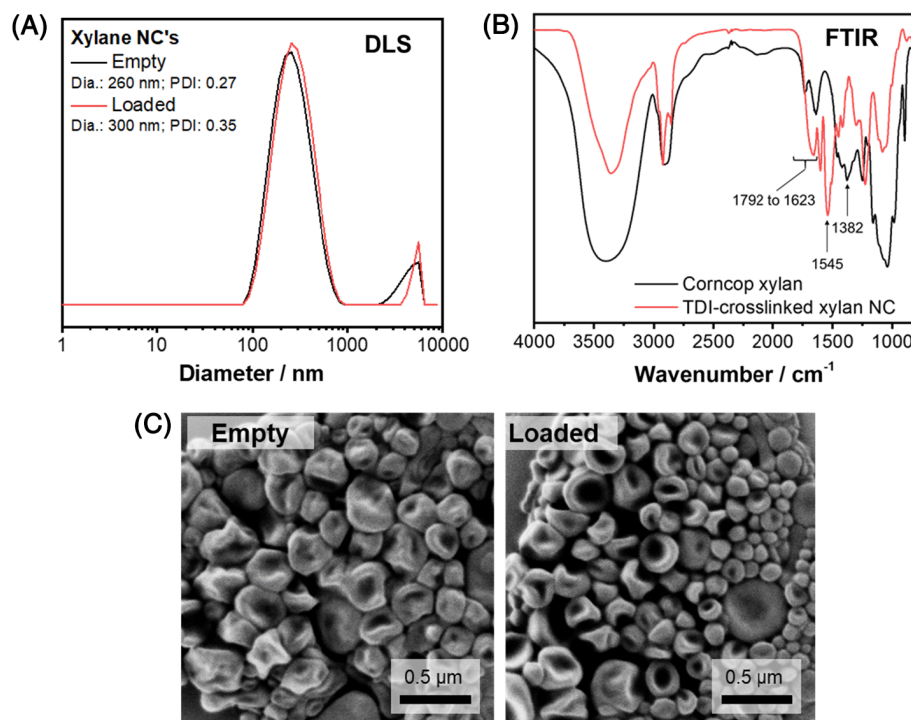 (A)
Xylane NC's
Empty
Dia.: 260 nm; PDI: 0.27
Loaded
Dia.: 300 nm; PDI: 0.35
DLS
1 10 100 1000 10000
Diameter / nm
(B)
FTIR
1792 to 1623
1382
1545
Corncop xylan
TDI-crosslinked xylan NC
4000 3500 3000 2500 2000 1500 1000
Wavenumber / cm⁻¹
(C)
Empty
0.5 µm
Loaded
0.5 µm